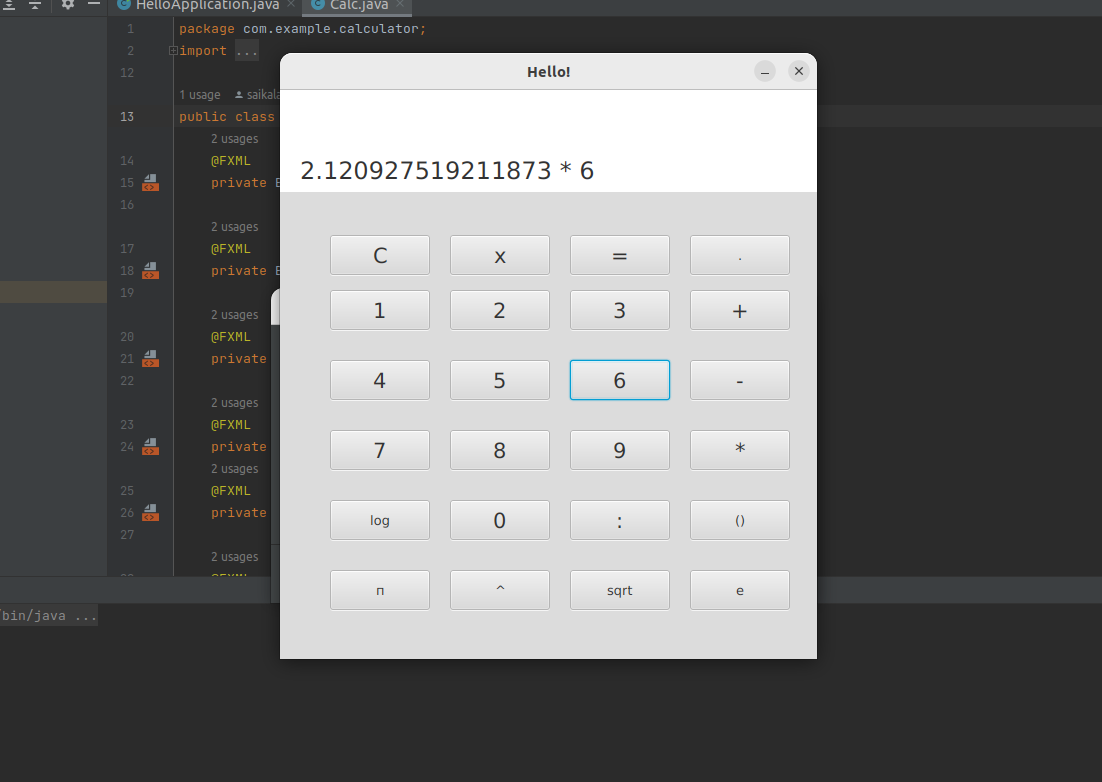 HelloApplication.java Calc.java
1 package com.example.calculator;
2 import ...
12
1 usage saikala
13 public class
2 usages
14 @FXML
15 private
16
2 usages
17 @FXML
18 private
19
2 usages
20 @FXML
21 private
22
2 usages
23 @FXML
24 private
2 usages
25 @FXML
26 private
27
2 usages
@FXML
bin/java ...
Hello!
2.120927519211873 * 6
C x = .
1 2 3 +
4 5 6 -
7 8 9 *
log 0 : ()
п ^ sqrt e